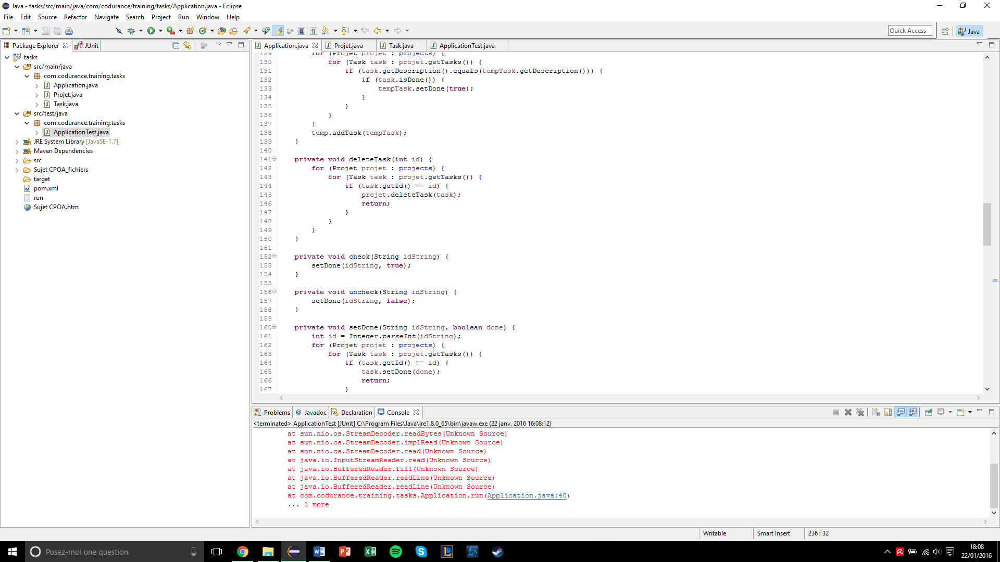 Java - tasks/src/main/java/com/codurance/training/tasks/Application.java - Eclipse
File Edit Source Refactor Navigate Search Project Run Window Help
Quick Access
Java
Package Explorer
JUnit
tasks
src/main/java
com.codurance.training.tasks
Application.java
Projet.java
Task.java
src/test/java
com.codurance.training.tasks
ApplicationTest.java
JRE System Library [JavaSE-1.7]
Maven Dependencies
src
Sujet CPOA_fichiers
target
pom.xml
run
Sujet CPOA.htm
Application.java Projet.java Task.java ApplicationTest.java
129 for (Projet projet : projects) {
130 for (Task task : projet.getTasks()) {
131 if (task.getDescription().equals(tempTask.getDescription())) {
132 if (task.isDone()) {
133 tempTask.setDone(true);
134 }
135 }
136 }
137 }
138 temp.addTask(tempTask);
139 }
140
141 private void deleteTask(int id) {
142 for (Projet projet : projects) {
143 for (Task task : projet.getTasks()) {
144 if (task.getId() == id) {
145 projet.deleteTask(task);
146 return;
147 }
148 }
149 }
150 }
151
152 private void check(String idString) {
153 setDone(idString, true);
154 }
155
156 private void uncheck(String idString) {
157 setDone(idString, false);
158 }
159
160 private void setDone(String idString, boolean done) {
161 int id = Integer.parseInt(idString);
162 for (Projet projet : projects) {
163 for (Task task : projet.getTasks()) {
164 if (task.getId() == id) {
165 task.setDone(done);
166 return;
167 }
Problems Javadoc Declaration Console
<terminated> ApplicationTest [JUnit] C:\Program Files\Java\jre1.8.0_65\bin\javaw.exe (22 janv. 2016 16:08:12)
at sun.nio.cs.StreamDecoder.readBytes(Unknown Source)
at sun.nio.cs.StreamDecoder.implRead(Unknown Source)
at sun.nio.cs.StreamDecoder.read(Unknown Source)
at java.io.InputStreamReader.read(Unknown Source)
at java.io.BufferedReader.fill(Unknown Source)
at java.io.BufferedReader.readLine(Unknown Source)
at java.io.BufferedReader.readLine(Unknown Source)
at com.codurance.training.tasks.Application.run(Application.java:40)
... 1 more
Writable Smart Insert 236 : 32
Posez-moi une question.
18:08
22/01/2016